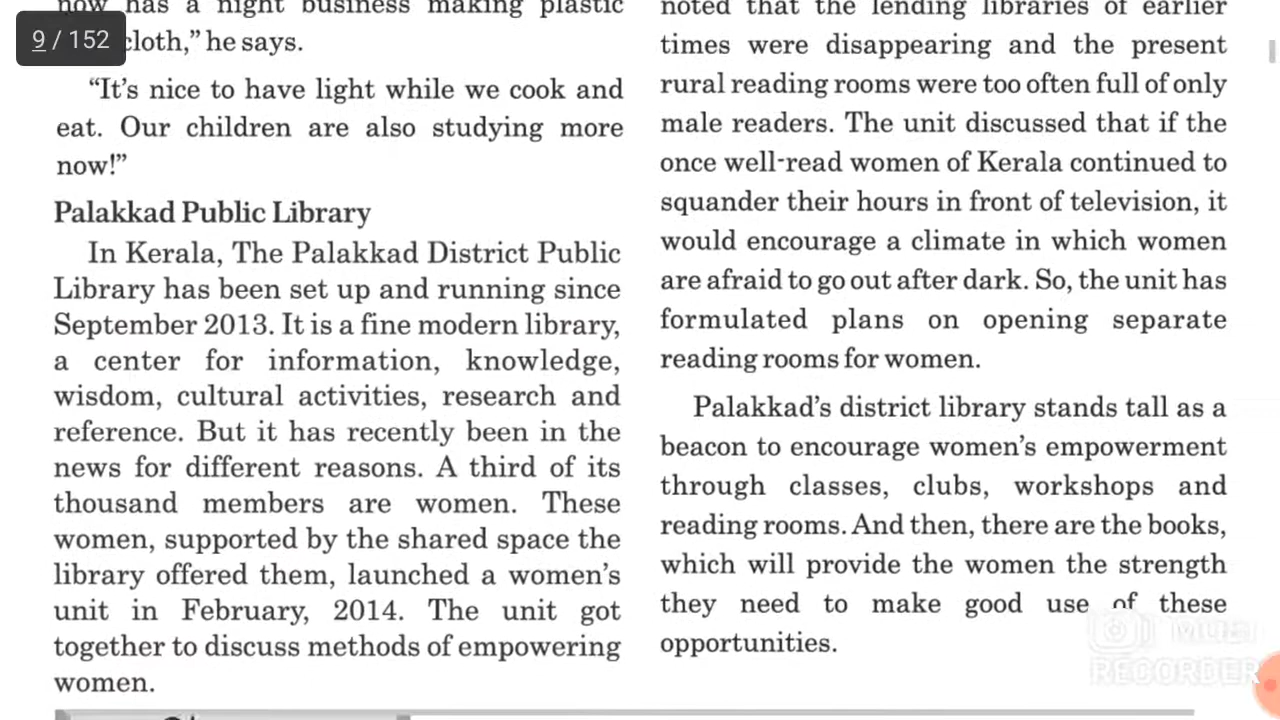 now has a night business making plastic
cloth,” he says.
“It’s nice to have light while we cook and
eat. Our children are also studying more
now!”
Palakkad Public Library
In Kerala, The Palakkad District Public
Library has been set up and running since
September 2013. It is a fine modern library,
a center for information, knowledge,
wisdom, cultural activities, research and
reference. But it has recently been in the
news for different reasons. A third of its
thousand members are women. These
women, supported by the shared space the
library offered them, launched a women’s
unit in February, 2014. The unit got
together to discuss methods of empowering
women.
noted that the lending libraries of earlier
times were disappearing and the present
rural reading rooms were too often full of only
male readers. The unit discussed that if the
once well-read women of Kerala continued to
squander their hours in front of television, it
would encourage a climate in which women
are afraid to go out after dark. So, the unit has
formulated plans on opening separate
reading rooms for women.
Palakkad’s district library stands tall as a
beacon to encourage women’s empowerment
through classes, clubs, workshops and
reading rooms. And then, there are the books,
which will provide the women the strength
they need to make good use of these
opportunities.
9 / 152
RECORDER